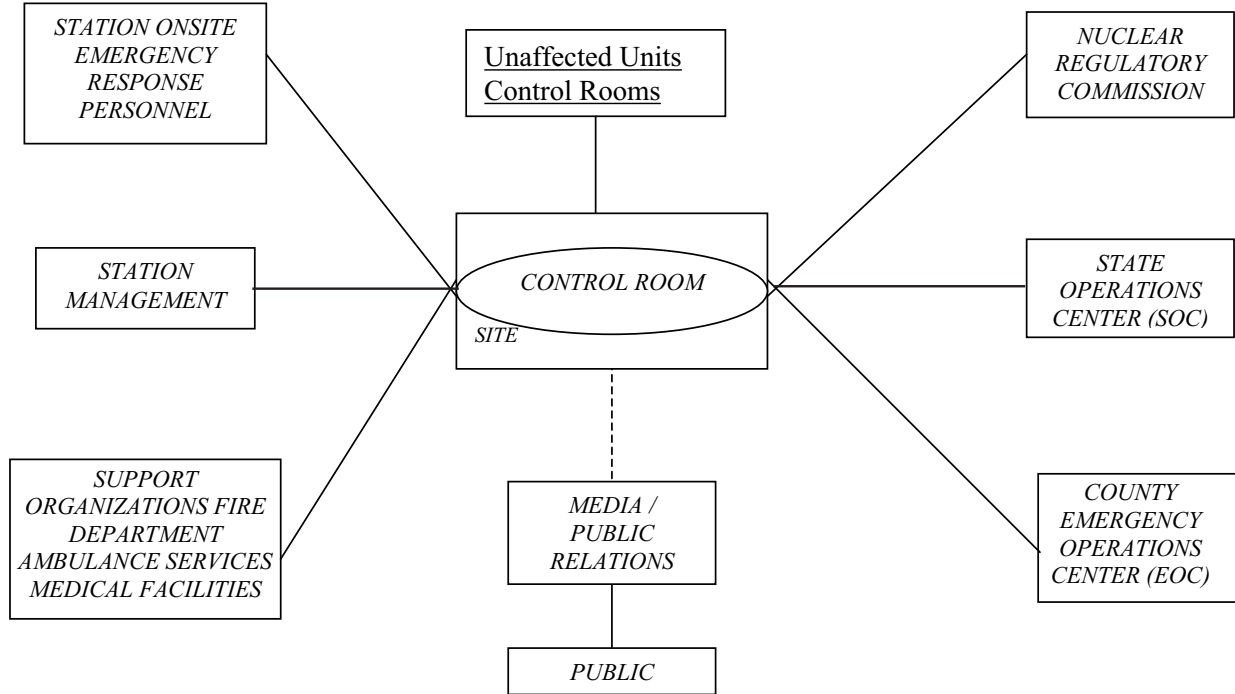 STATION ONSITE
EMERGENCY
RESPONSE
PERSONNEL
Unaffected Units
Control Rooms
NUCLEAR
REGULATORY
COMMISSION
STATION
MANAGEMENT
CONTROL ROOM
SITE
STATE
OPERATIONS
CENTER (SOC)
SUPPORT
ORGANIZATIONS FIRE
DEPARTMENT
AMBULANCE SERVICES
MEDICAL FACILITIES
MEDIA /
PUBLIC
RELATIONS
COUNTY
EMERGENCY
OPERATIONS
CENTER (EOC)
PUBLIC